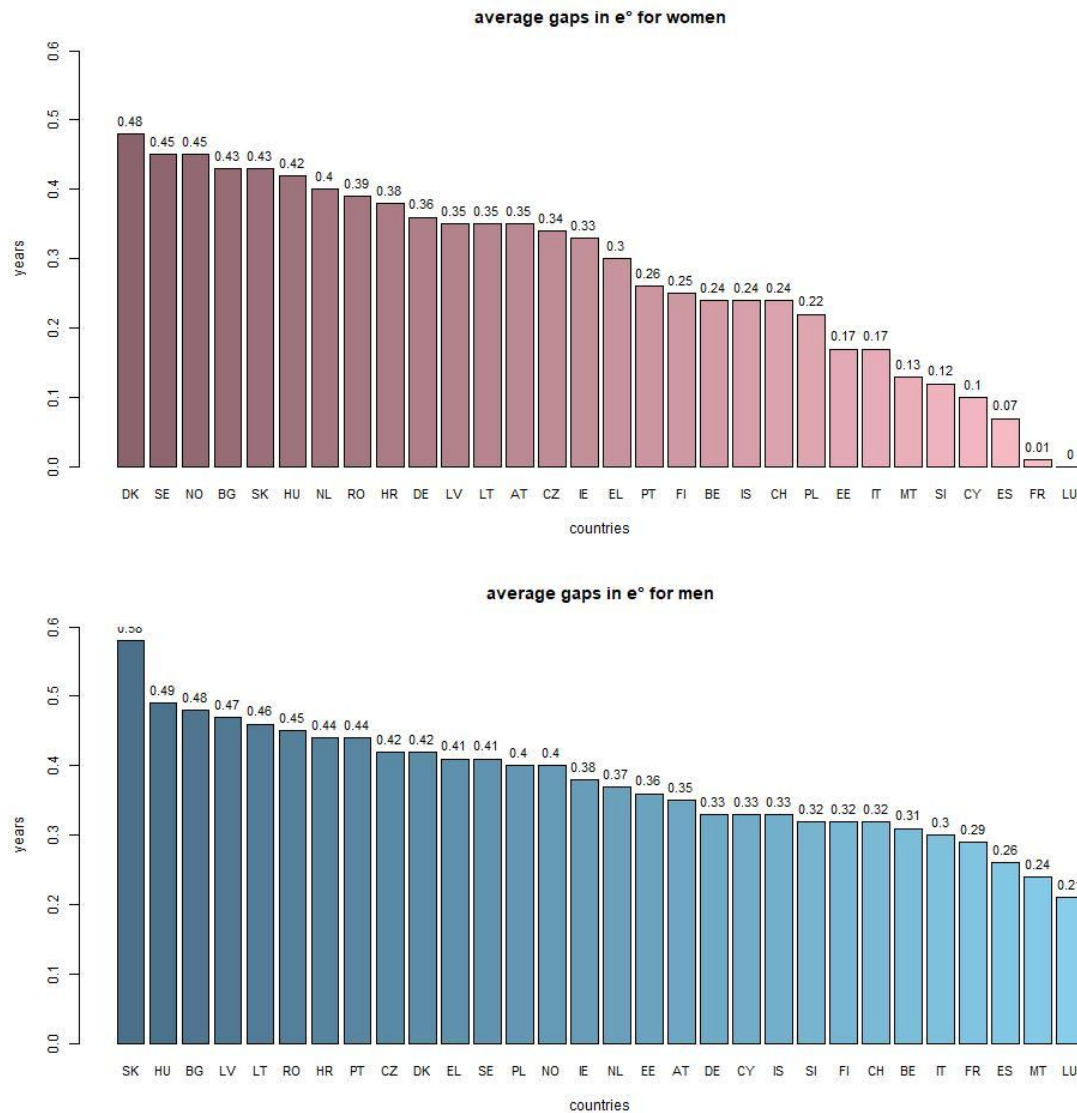 average gaps in e° for women
0.6
0.5
0.4
0.3
0.2
0.1
0.0
years
0.48 0.45 0.45 0.43 0.43 0.42 0.4 0.39 0.38 0.36 0.35 0.35 0.35 0.34 0.33 0.3 0.26 0.25 0.24 0.24 0.24 0.22 0.17 0.17 0.13 0.12 0.1 0.07 0.01 0
DK SE NO BG SK HU NL RO HR DE LV LT AT CZ IE EL PT FI BE IS CH PL EE IT MT SI CY ES FR LU
countries
average gaps in e° for men
0.6
0.5
0.4
0.3
0.2
0.1
0.0
years
0.58 0.49 0.48 0.47 0.46 0.45 0.44 0.44 0.42 0.42 0.41 0.41 0.4 0.4 0.38 0.37 0.36 0.35 0.33 0.33 0.33 0.32 0.32 0.32 0.31 0.3 0.29 0.26 0.24 0.21
SK HU BG LV LT RO HR PT CZ DK EL SE PL NO IE NL EE AT DE CY IS SI FI CH BE IT FR ES MT LU
countries